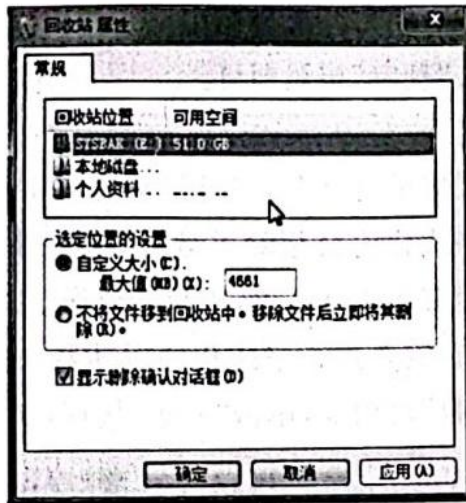 回收站 属性
常规
回收站位置 可用空间
(E:) 51.0 GB
本地磁盘...
个人资料 ..
选定位置的设置
自定义大小(C).
最大值(MB)(X): 4661
不将文件移到回收站中。移除文件后立即将其删
除(R)。
显示删除确认对话框(D)
确定 取消 应用(A)